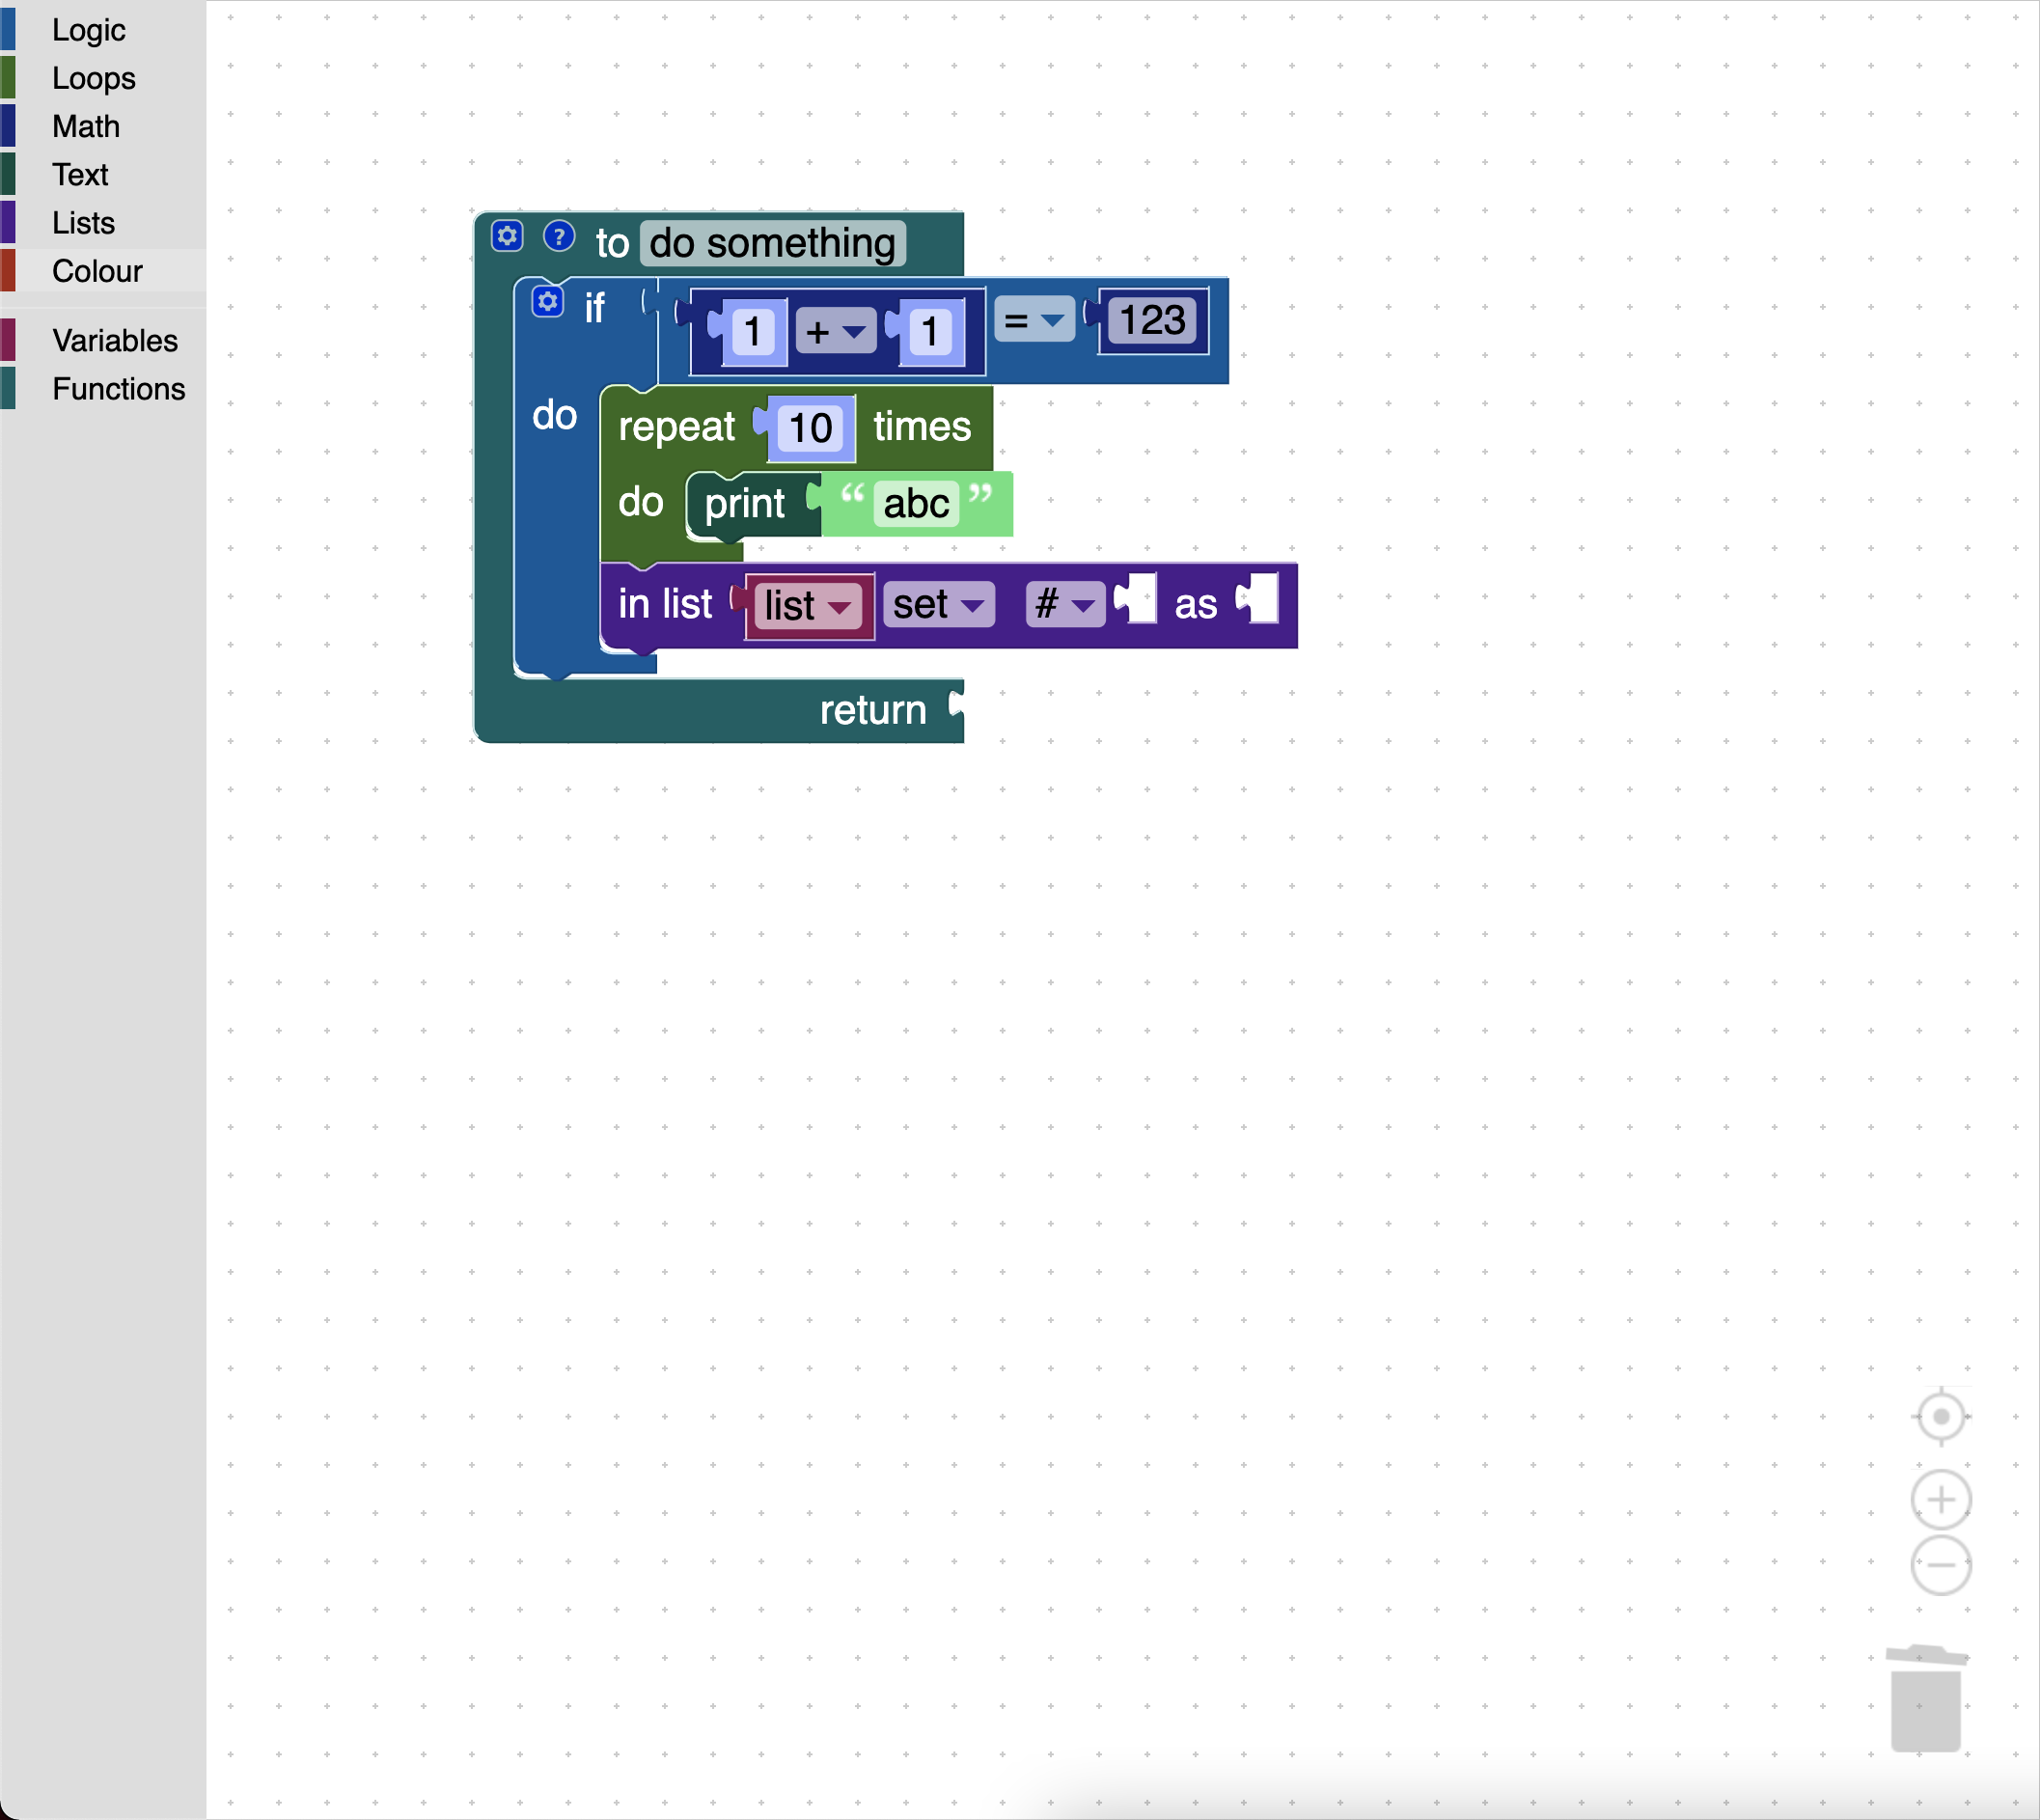 Logic
Loops
Math
Text
Lists
Colour
Variables
Functions
? to do something
if 1 + 1 = 123
do repeat 10 times
do print “ abc ”
in list list set # as
return